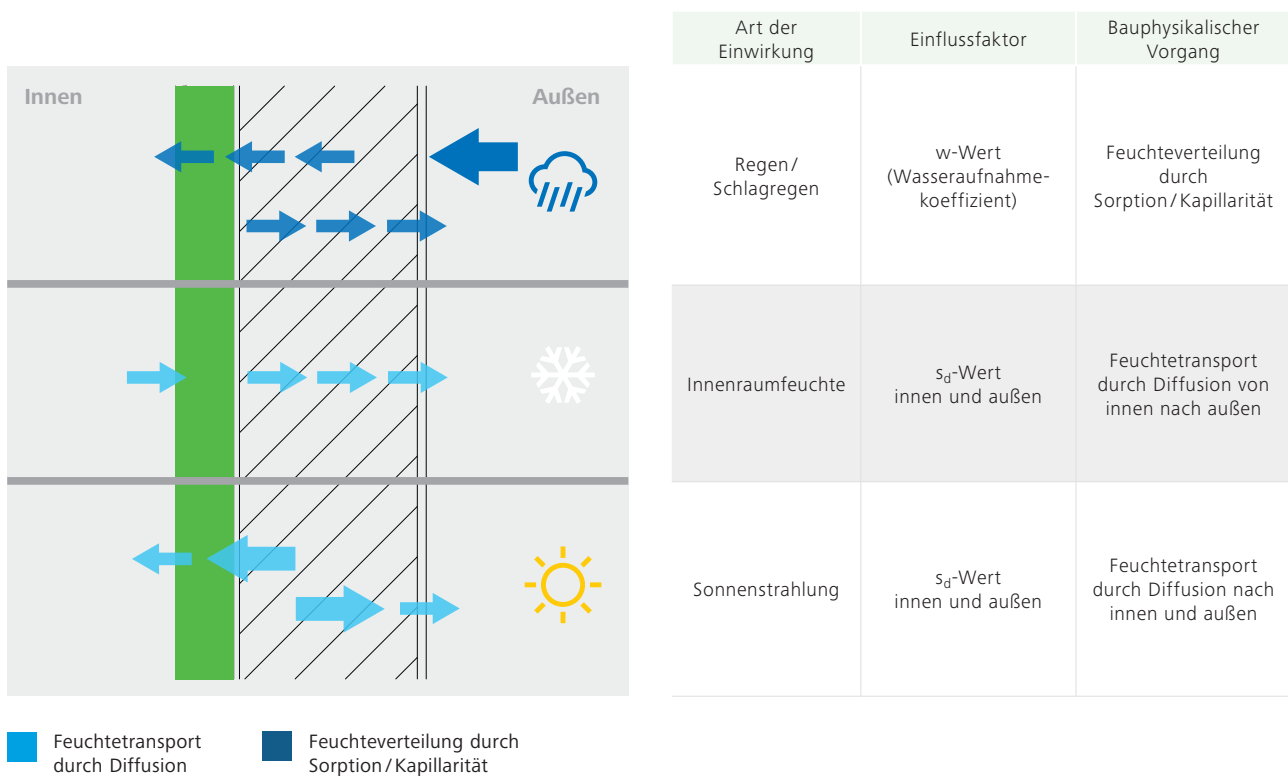 Innen
Außen
Art der
Einwirkung
Einflussfaktor
Bauphysikalischer
Vorgang
Regen/
Schlagregen
w-Wert
(Wasseraufnahme-
koeffizient)
Feuchteverteilung
durch
Sorption/Kapillarität
Innenraumfeuchte
sd-Wert
innen und außen
Feuchtetransport
durch Diffusion von
innen nach außen
Sonnenstrahlung
sd-Wert
innen und außen
Feuchtetransport
durch Diffusion nach
innen und außen
Feuchtetransport
durch Diffusion
Feuchteverteilung durch
Sorption/Kapillarität